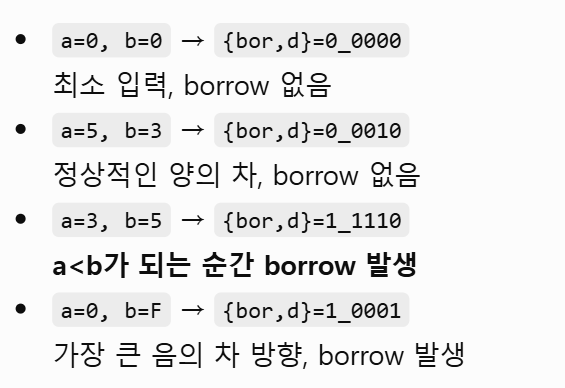 • a=0, b=0 → {bor,d}=0_0000
최소 입력, borrow 없음
• a=5, b=3 → {bor,d}=0_0010
정상적인 양의 차, borrow 없음
• a=3, b=5 → {bor,d}=1_1110
a<b가 되는 순간 borrow 발생
• a=0, b=F → {bor,d}=1_0001
가장 큰 음의 차 방향, borrow 발생